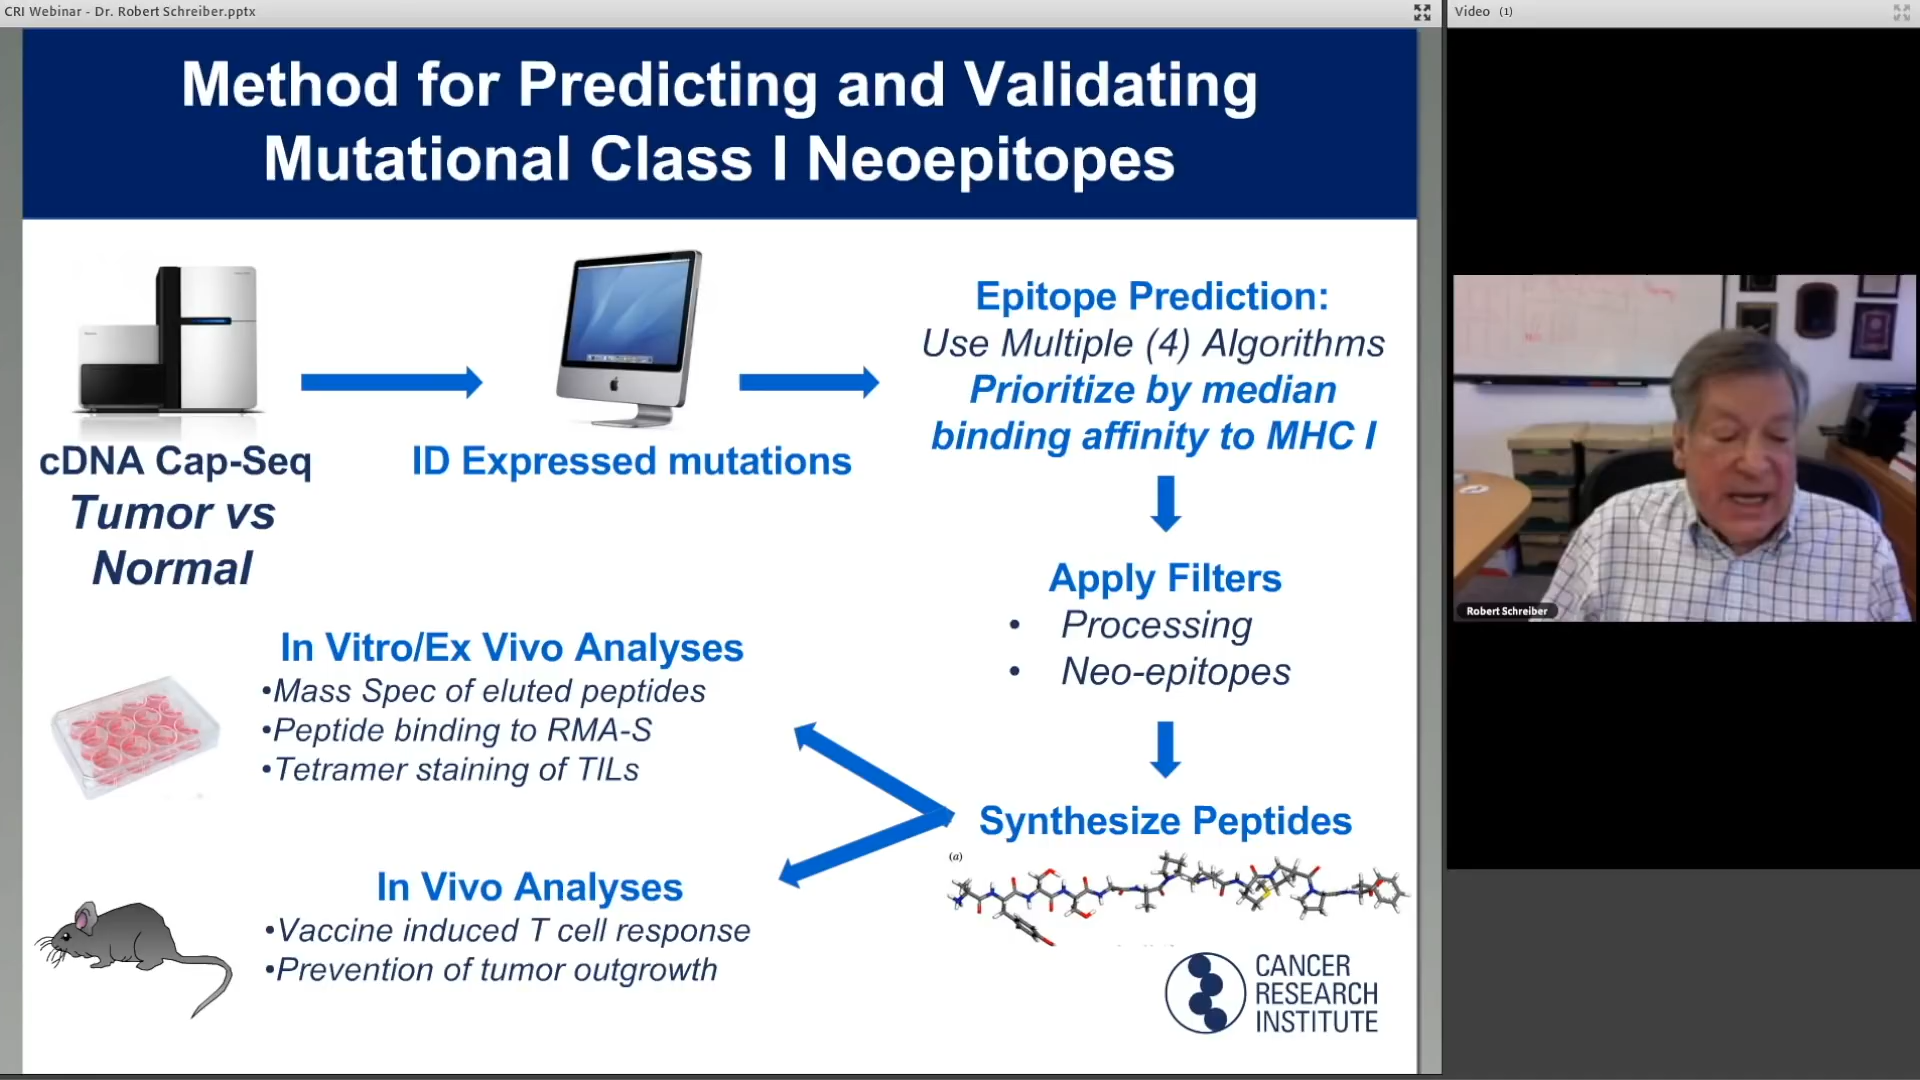 CRI Webinar - Dr. Robert Schreiber.pptx
Video (1)
Method for Predicting and Validating
Mutational Class I Neoepitopes
cDNA Cap-Seq
Tumor vs
Normal
ID Expressed mutations
Epitope Prediction:
Use Multiple (4) Algorithms
Prioritize by median
binding affinity to MHC I
Apply Filters
• Processing
• Neo-epitopes
Synthesize Peptides
(a)
In Vitro/Ex Vivo Analyses
•Mass Spec of eluted peptides
•Peptide binding to RMA-S
•Tetramer staining of TILs
In Vivo Analyses
•Vaccine induced T cell response
•Prevention of tumor outgrowth
CANCER
RESEARCH
INSTITUTE
Robert Schreiber